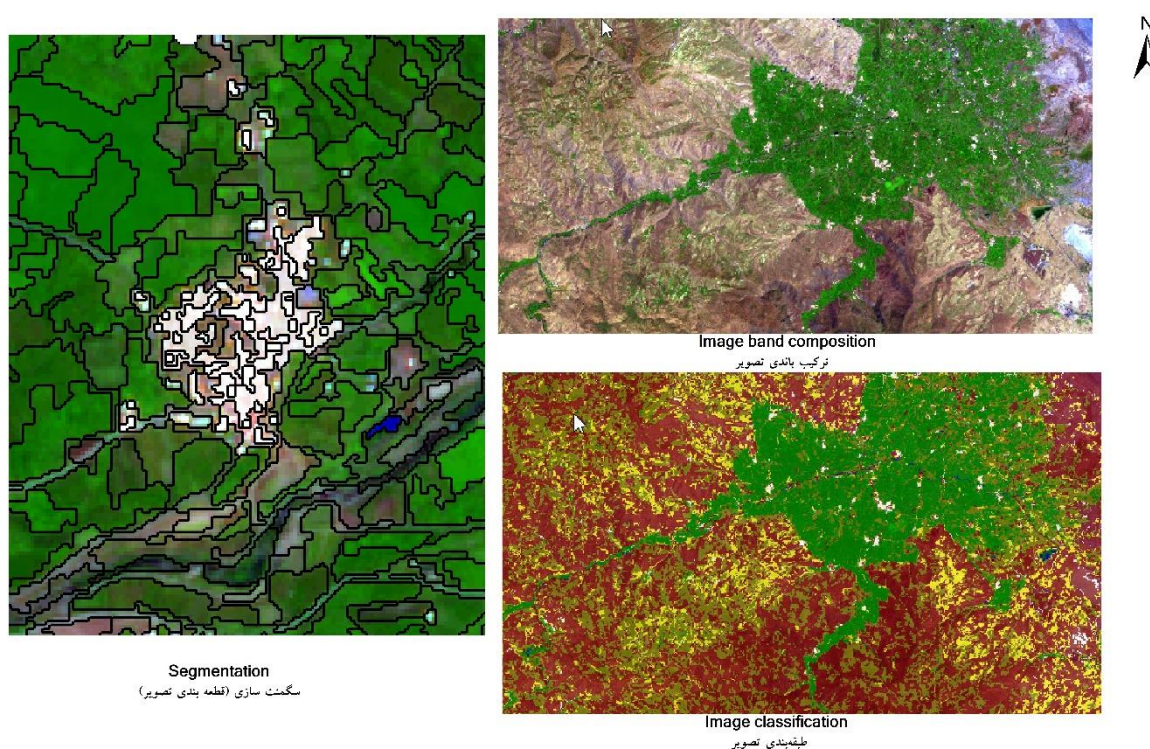 N
Image band composition
ترکیب باندی تصویر
Segmentation
سگمنت سازی (قطعه بندی تصویر)
Image classification
طبقه‌بندی تصویر